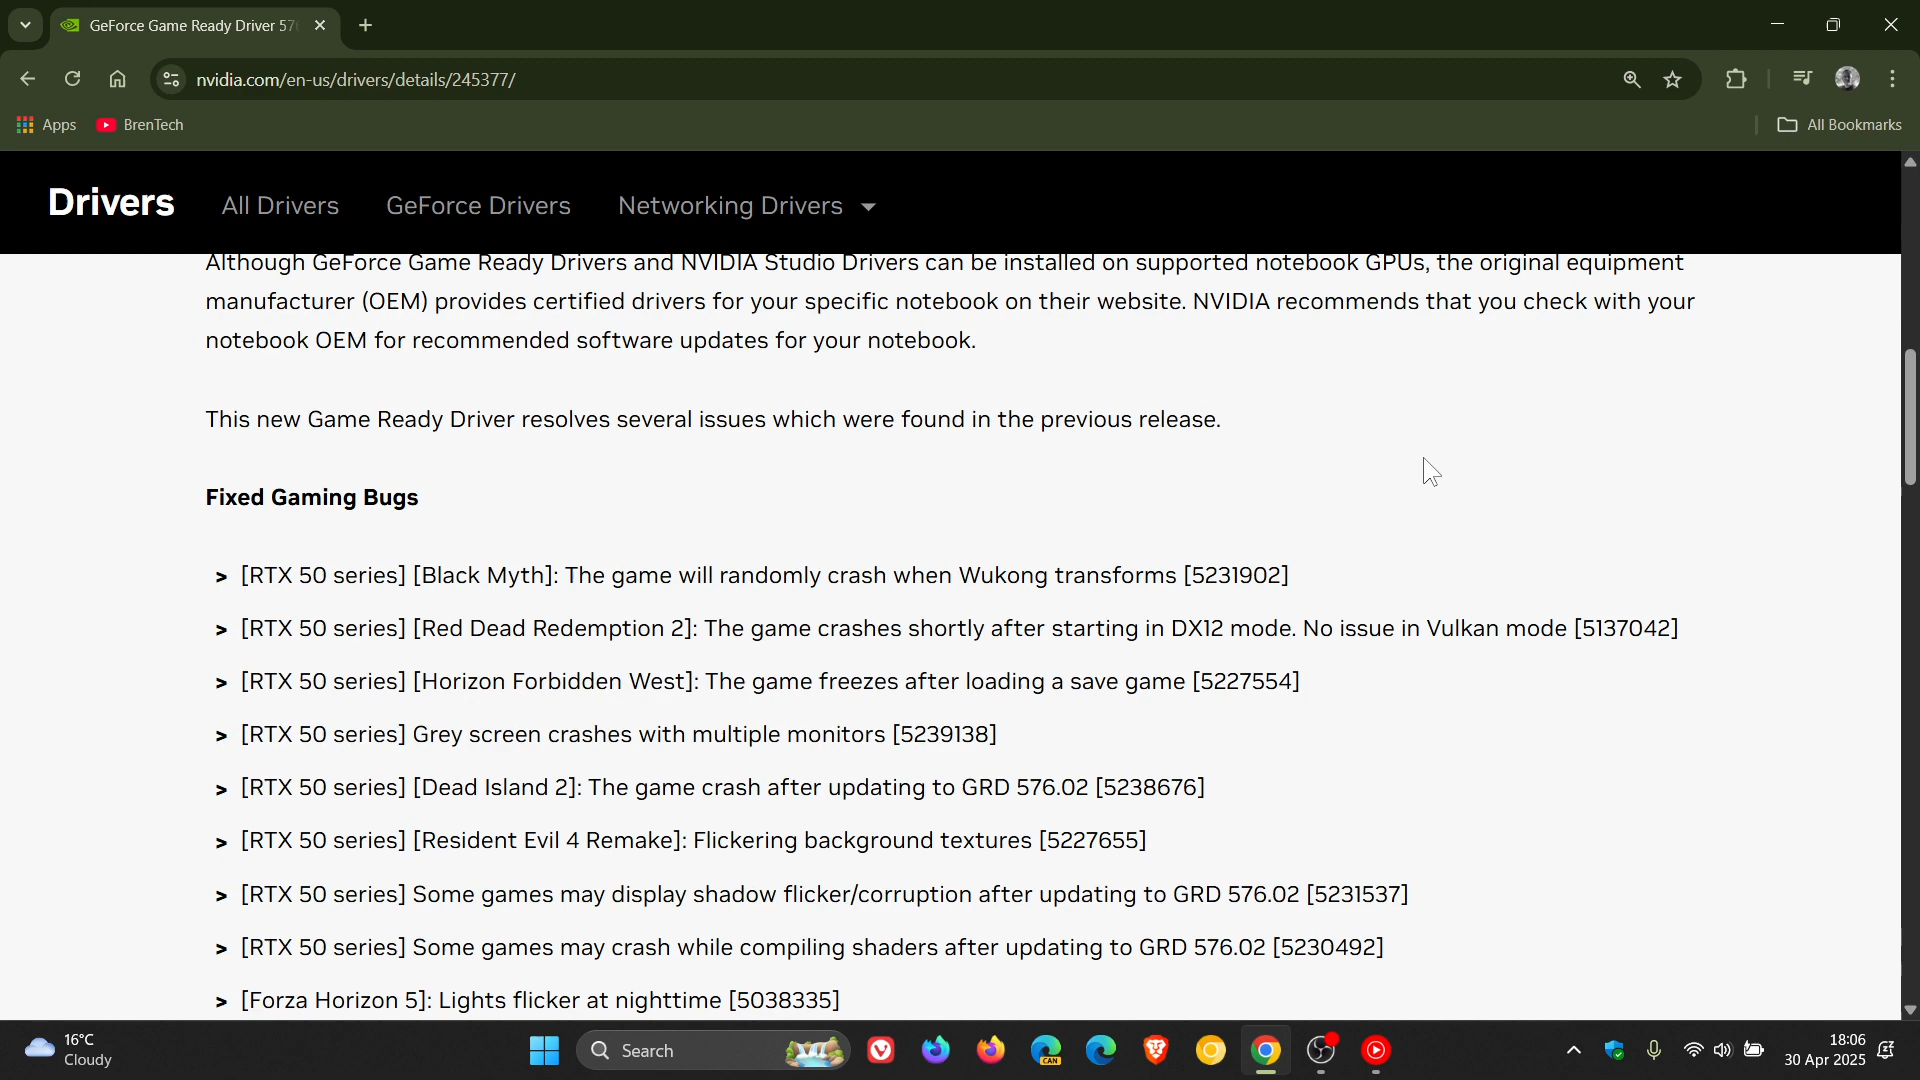 GeForce Game Ready Driver 576
nvidia.com/en-us/drivers/details/245377/
Apps
BrenTech
All Bookmarks
Drivers
All Drivers
GeForce Drivers
Networking Drivers
Although GeForce Game Ready Drivers and NVIDIA Studio Drivers can be installed on supported notebook GPUs, the original equipment
manufacturer (OEM) provides certified drivers for your specific notebook on their website. NVIDIA recommends that you check with your
notebook OEM for recommended software updates for your notebook.
This new Game Ready Driver resolves several issues which were found in the previous release.
Fixed Gaming Bugs
> [RTX 50 series] [Black Myth]: The game will randomly crash when Wukong transforms [5231902]
> [RTX 50 series] [Red Dead Redemption 2]: The game crashes shortly after starting in DX12 mode. No issue in Vulkan mode [5137042]
> [RTX 50 series] [Horizon Forbidden West]: The game freezes after loading a save game [5227554]
> [RTX 50 series] Grey screen crashes with multiple monitors [5239138]
> [RTX 50 series] [Dead Island 2]: The game crash after updating to GRD 576.02 [5238676]
> [RTX 50 series] [Resident Evil 4 Remake]: Flickering background textures [5227655]
> [RTX 50 series] Some games may display shadow flicker/corruption after updating to GRD 576.02 [5231537]
> [RTX 50 series] Some games may crash while compiling shaders after updating to GRD 576.02 [5230492]
> [Forza Horizon 5]: Lights flicker at nighttime [5038335]
16°C
Cloudy
Search
CAN
18:06
30 Apr 2025